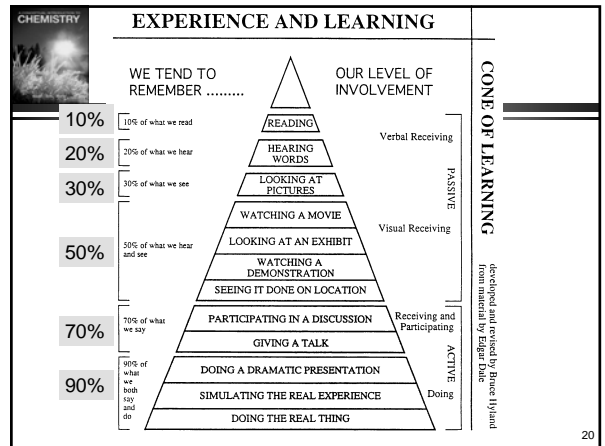 CHEMISTRY
EXPERIENCE AND LEARNING
WE TEND TO
REMEMBER .........
OUR LEVEL OF
INVOLVEMENT
10%
10% of what we read
READING
Verbal Receiving
20%
20% of what we hear
HEARING
WORDS
30%
30% of what we see
LOOKING AT
PICTURES
PASSIVE
50%
50% of what we hear
and see
WATCHING A MOVIE
LOOKING AT AN EXHIBIT
WATCHING A
DEMONSTRATION
SEEING IT DONE ON LOCATION
Visual Receiving
70%
70% of what
we say
PARTICIPATING IN A DISCUSSION
GIVING A TALK
Receiving and
Participating
ACTIVE
90%
90% of
what
we
both
say
and
do
DOING A DRAMATIC PRESENTATION
SIMULATING THE REAL EXPERIENCE
DOING THE REAL THING
Doing
CONE OF LEARNING
developed and revised by Bruce Hyland
from material by Edgar Dale
20